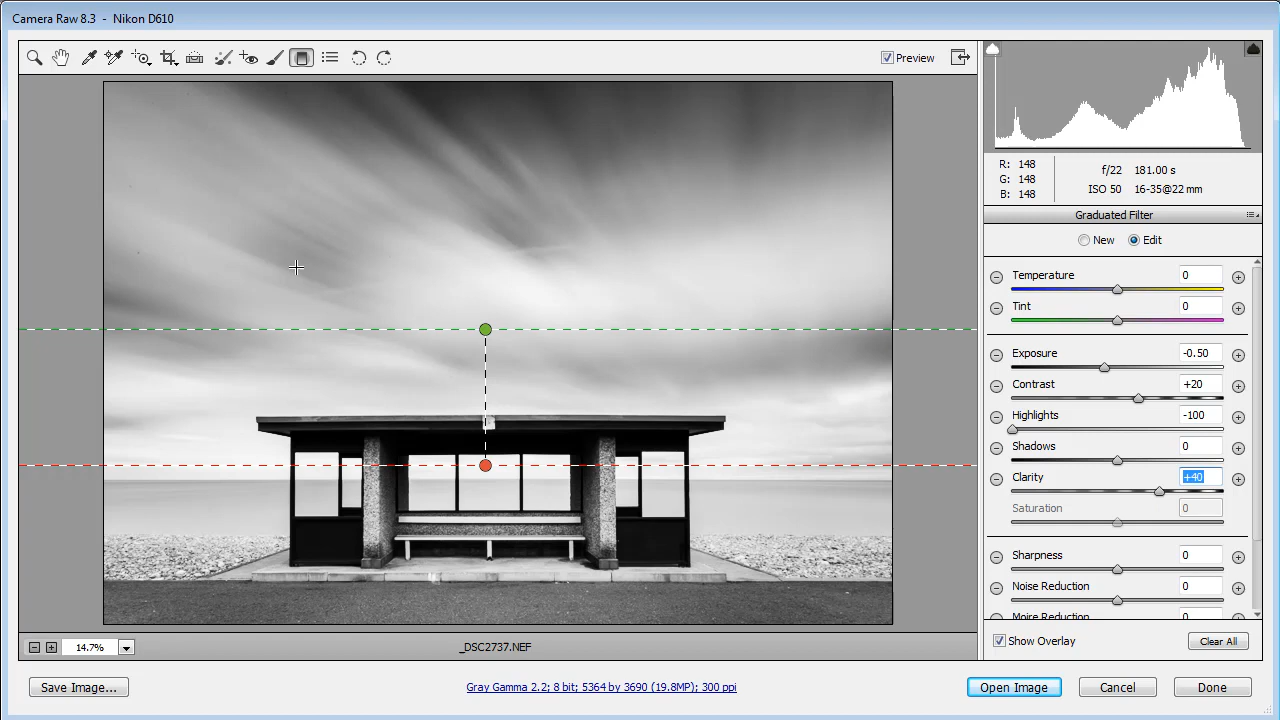 Camera Raw 8.3 - Nikon D610
Preview
R: 148
G: 148
B: 148
f/22 181.00 s
ISO 50 16-35@22 mm
Graduated Filter
New Edit
Temperature 0
Tint 0
Exposure -0.50
Contrast +20
Highlights -100
Shadows 0
Clarity +40
Saturation 0
Sharpness 0
Noise Reduction 0
Moire Reduction 0
Show Overlay Clear All
14.7% _DSC2737.NEF
Save Image... Gray Gamma 2.2; 8 bit; 5364 by 3690 (19.8MP); 300 ppi Open Image Cancel Done